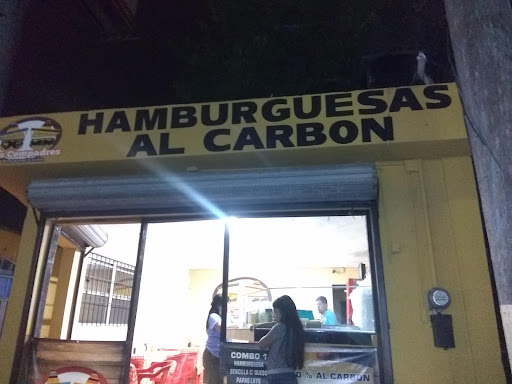 HAMBURGUESAS
AL CARBON
Compadres
COMBO 1
HAMBURGUESA
SENCILLA C/ QUESO
PAPAS LAYS
% AL CARBON